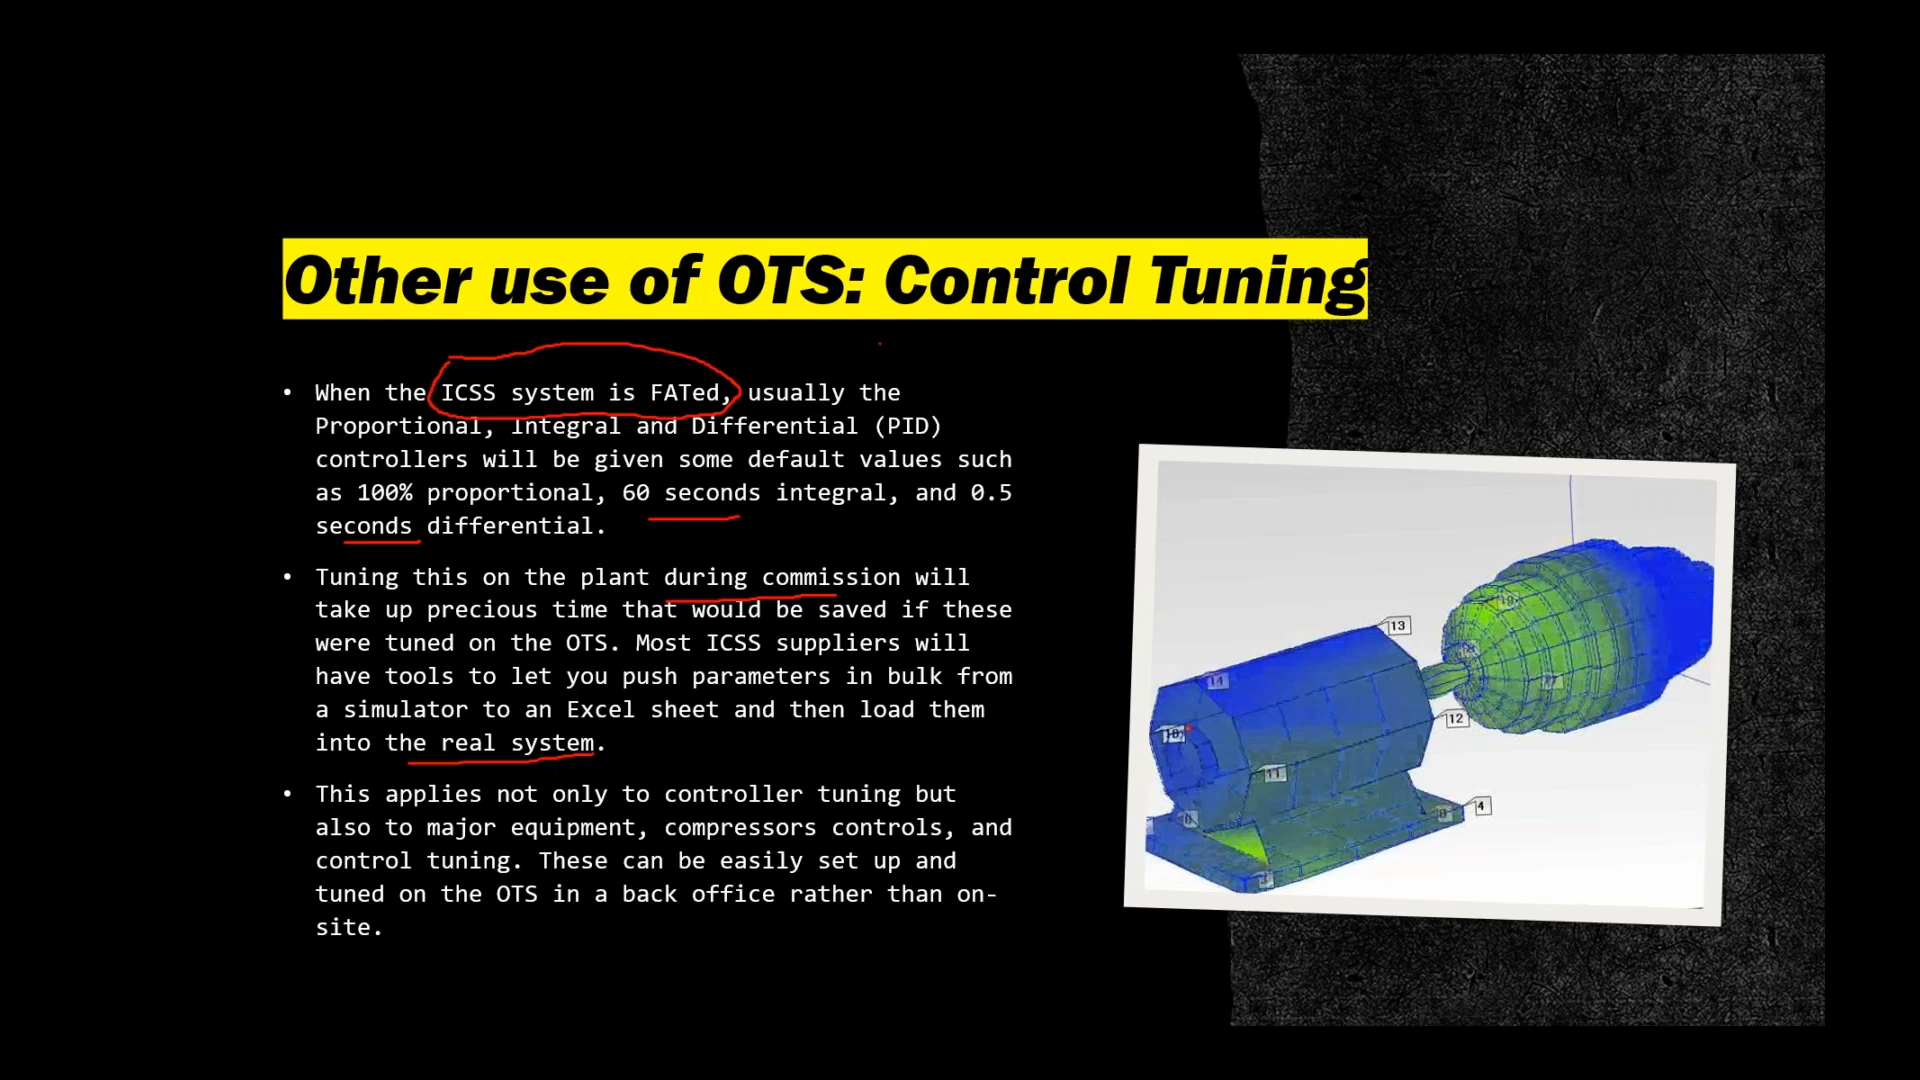 Other use of OTS: Control Tuning
• When the ICSS system is FATed, usually the
Proportional, Integral and Differential (PID)
controllers will be given some default values such
as 100% proportional, 60 seconds integral, and 0.5
seconds differential.
• Tuning this on the plant during commission will
take up precious time that would be saved if these
were tuned on the OTS. Most ICSS suppliers will
have tools to let you push parameters in bulk from
a simulator to an Excel sheet and then load them
into the real system.
• This applies not only to controller tuning but
also to major equipment, compressors controls, and
control tuning. These can be easily set up and
tuned on the OTS in a back office rather than on-
site.
13
14
12
11
4